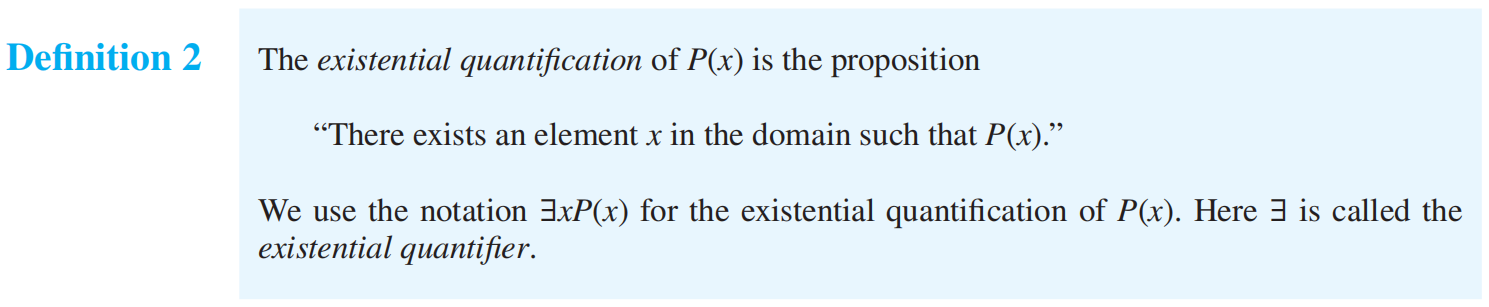 Definition 2
The existential quantification of P(x) is the proposition
“There exists an element x in the domain such that P(x).”
We use the notation ∃xP(x) for the existential quantification of P(x). Here ∃ is called the
existential quantifier.